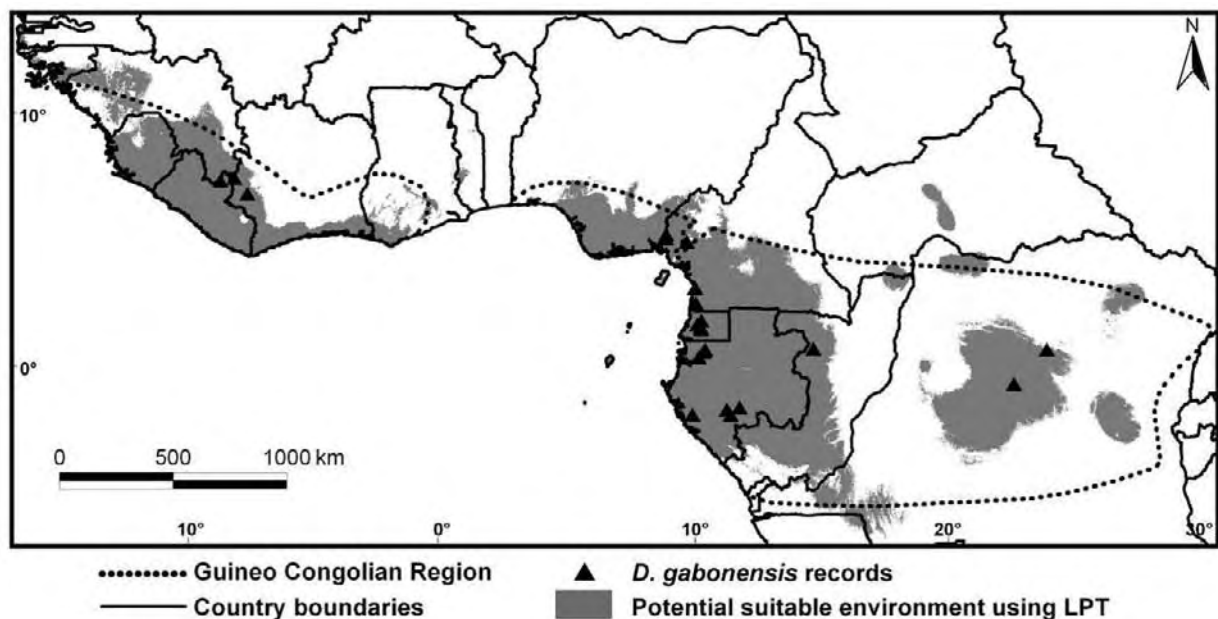 N
10°
0°
0 500 1000 km
10° 0° 10° 20° 30°
Guineo Congolian Region D. gabonensis records
Country boundaries Potential suitable environment using LPT